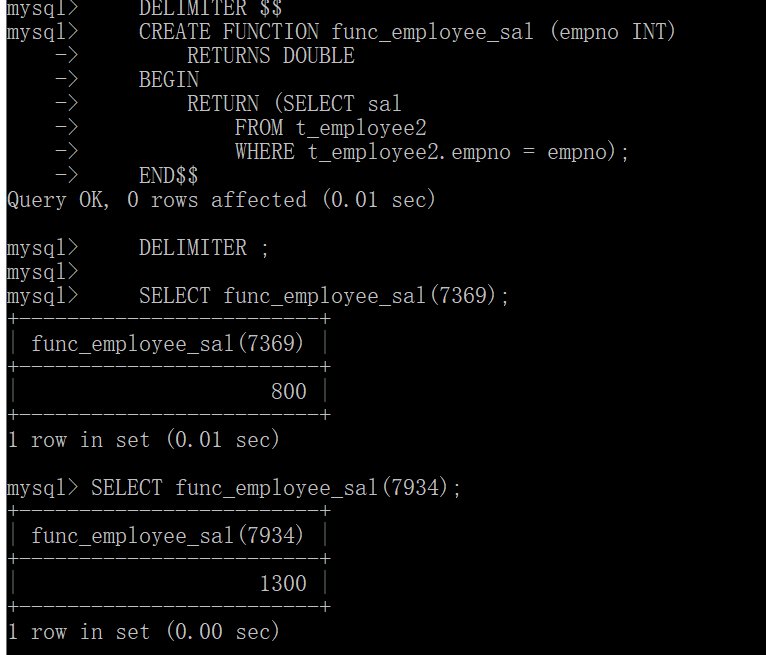 mysql>     DELIMITER $$
mysql>     CREATE FUNCTION func_employee_sal (empno INT)
    ->         RETURNS DOUBLE
    ->     BEGIN
    ->         RETURN (SELECT sal
    ->             FROM t_employee2
    ->             WHERE t_employee2.empno = empno);
    ->     END$$
Query OK, 0 rows affected (0.01 sec)

mysql>     DELIMITER ;
mysql>
mysql>     SELECT func_employee_sal(7369);
+-------------------------+
| func_employee_sal(7369) |
+-------------------------+
|                     800 |
+-------------------------+
1 row in set (0.01 sec)

mysql> SELECT func_employee_sal(7934);
+-------------------------+
| func_employee_sal(7934) |
+-------------------------+
|                    1300 |
+-------------------------+
1 row in set (0.00 sec)